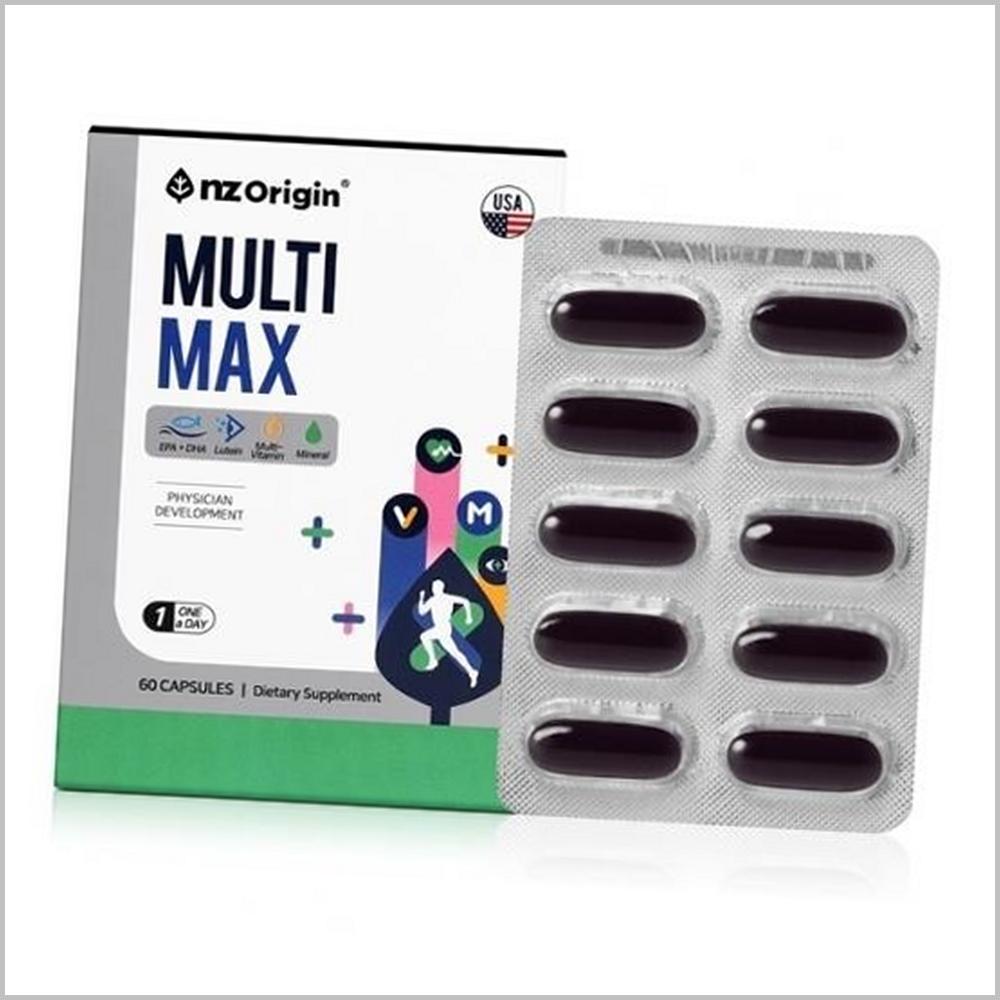 nzOrigin®
USA
MULTI
MAX
EPA + DHA Lutein Multi-Vitamin Mineral
PHYSICIAN
DEVELOPMENT
V M
1 ONE a DAY
60 CAPSULES | Dietary Supplement